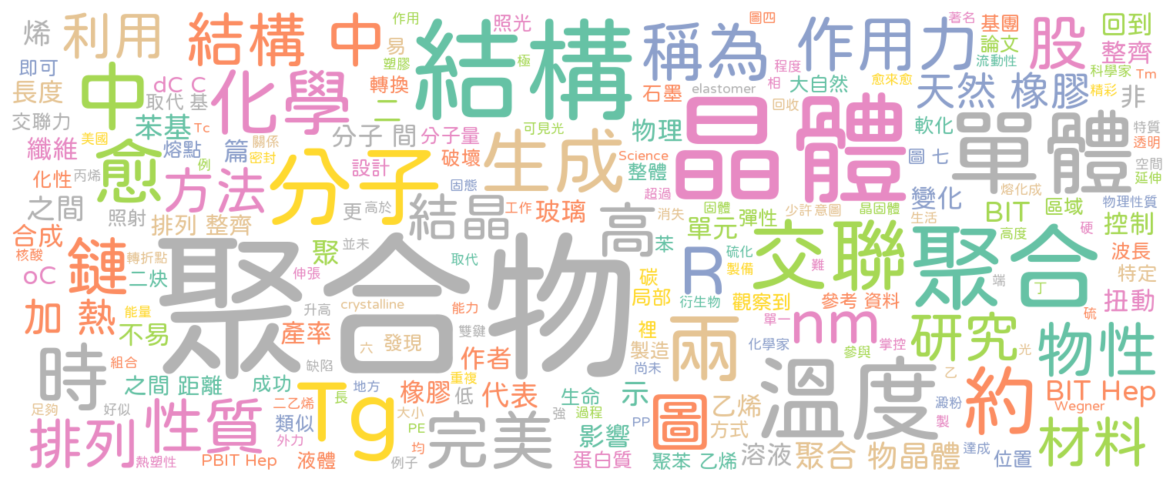 烯 利用 結構 中 結構 照光 作用 圖四 稱為 作用力 股 基團 著名 回到
即可 塑膠 易 極 程度 愈來愈 論文 流動性 整齊
長度 dC C 中 化學 轉換 二 石墨 elastomer 相 大自然 天然 橡膠 科學家 Tm 精彩 非
取代 基 回收
交聯力 美國 Tc 苯基 分子 間 分子量 可見光 物理 晶體 軟化 單體 特質 透明
纖維 愈 熔點 關係 篇 破壞 Science 整體 圖 七 空間
化性 丙烯 例 密封 方法 分子 設計 生成 超過 延伸
之間 照射 固態 結晶 高於 更 工作 玻璃 消失 固體 少許 意圖 晶固體 變化 熔化成 物理性質
排列 整齊 高 單元 彈性 生活 BIT 區域 控制
合成 核酸 鏈 轉折點 聚合物 聚 並未 苯 硫化 交聯 高度 聚合 硬 波長
oC 二炔 伸張 取代 碳 製備 難 R 端 丁 特定
加 熱 能量 升高 crystalline 能力 局部 衍生物 觀察到 參考 資料 硫 扭動
不易 產率 六 發現 雙鍵 裡 單一 nm 掌控 研究 光 物性
時 組合 缺陷 作者 製造 兩 化學家 參與 尚未 溫度 乙
之間 距離 成功 地方 橡膠 重複 低 代表 生命 示 約 BIT Hep
足夠 好似 二乙烯 長 Tg 大小 強 過程 圖 乙烯 澱粉 Wegner
排列 性質 類似 外力 PE 均 完美 影響 PP 方式 製 材料
熱塑性 PBIT Hep 液體 例子 蛋白質 聚苯 乙烯 溶液 聚合 物晶體 達成 位置